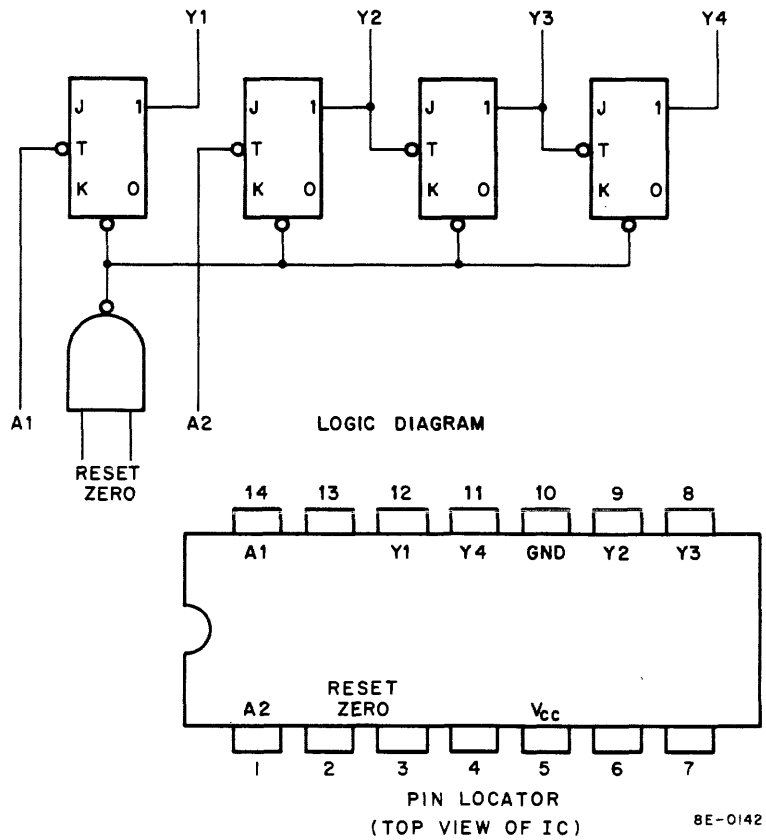 Y1 Y2 Y3 Y4
J 1 J 1 J 1 J 1
T T T T
K 0 K 0 K 0 K 0
A1 A2 LOGIC DIAGRAM
RESET
ZERO
14 13 12 11 10 9 8
A1 Y1 Y4 GND Y2 Y3
RESET
A2 ZERO VCC
1 2 3 4 5 6 7
PIN LOCATOR
(TOP VIEW OF IC)
8E-0142